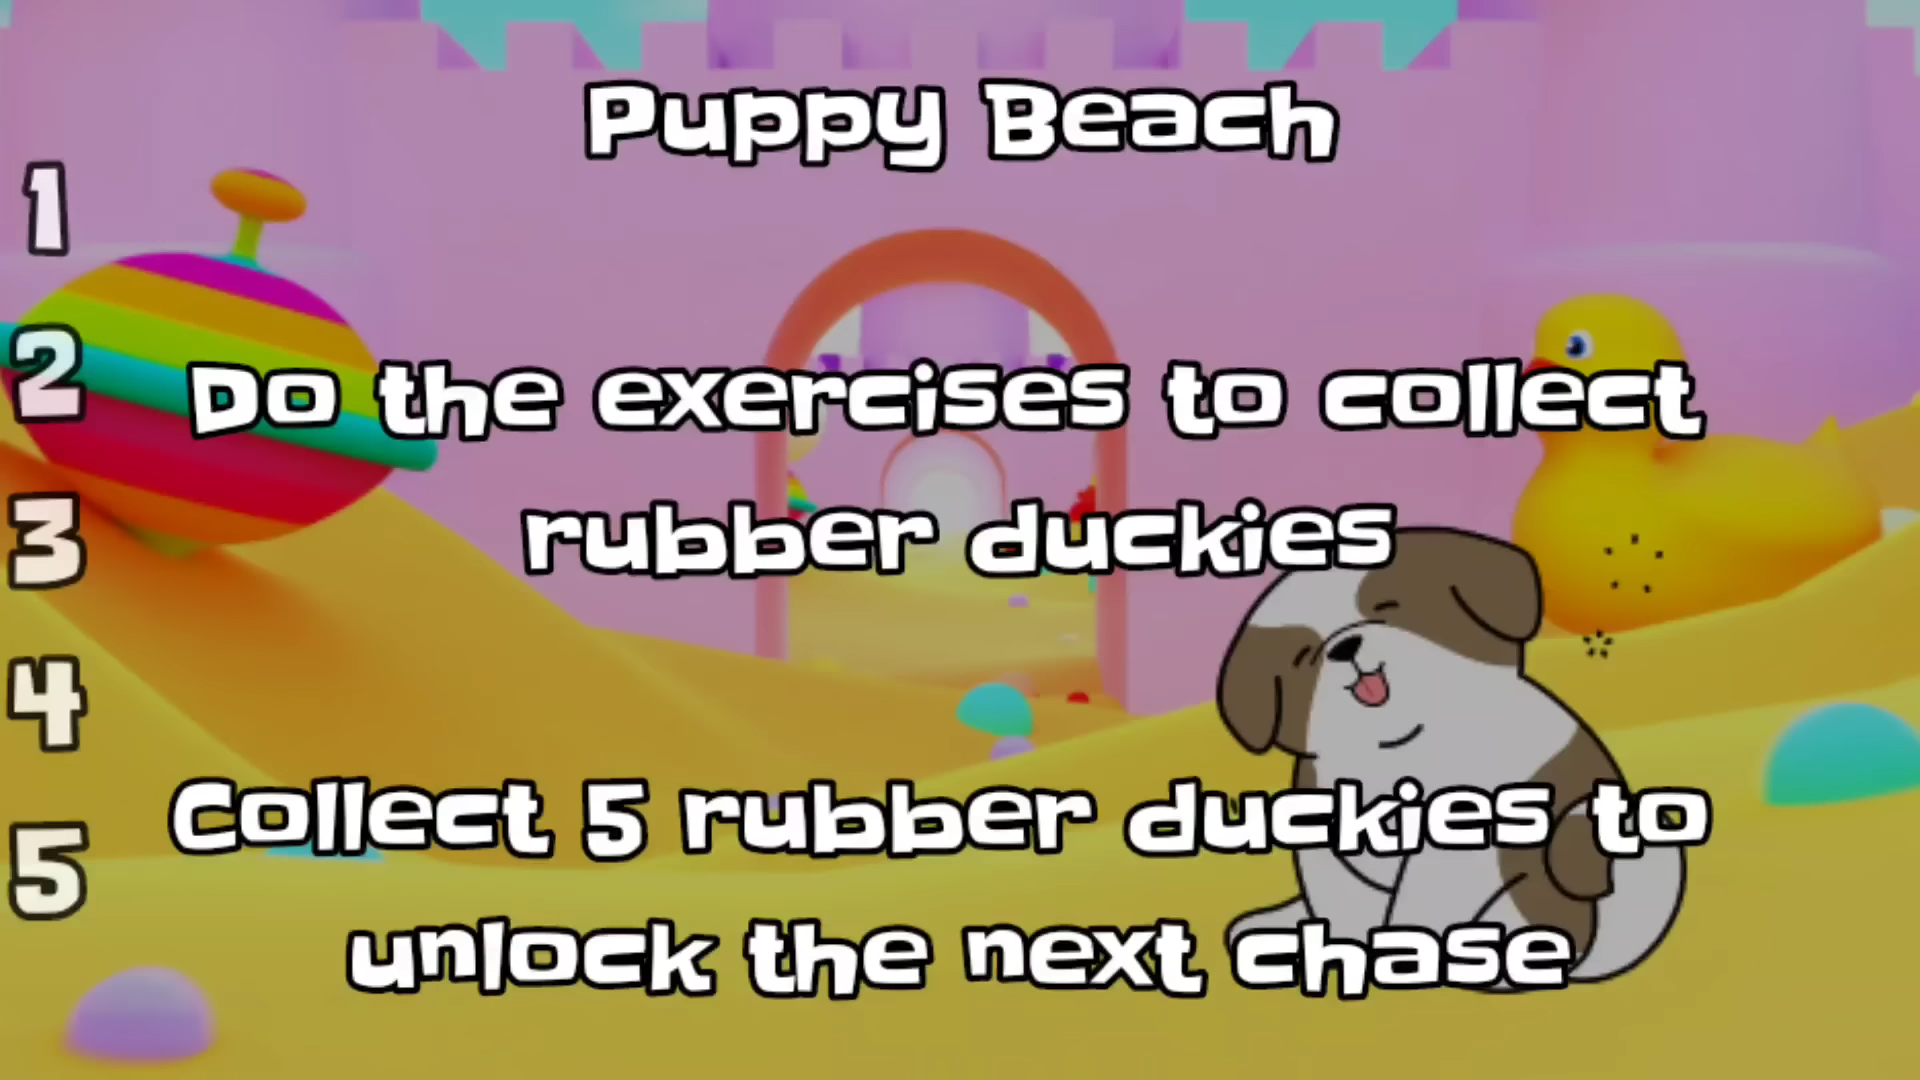 Puppy Beach
1
2
Do the exercises to collect
3
rubber duckies
4
Collect 5 rubber duckies to
5
unlock the next chase